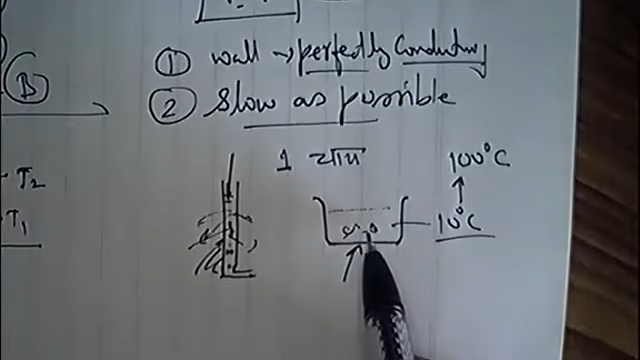 B
① wall → perfectly Conducting
② Slow as possible
T₂
T₁
1
100°C
10°C